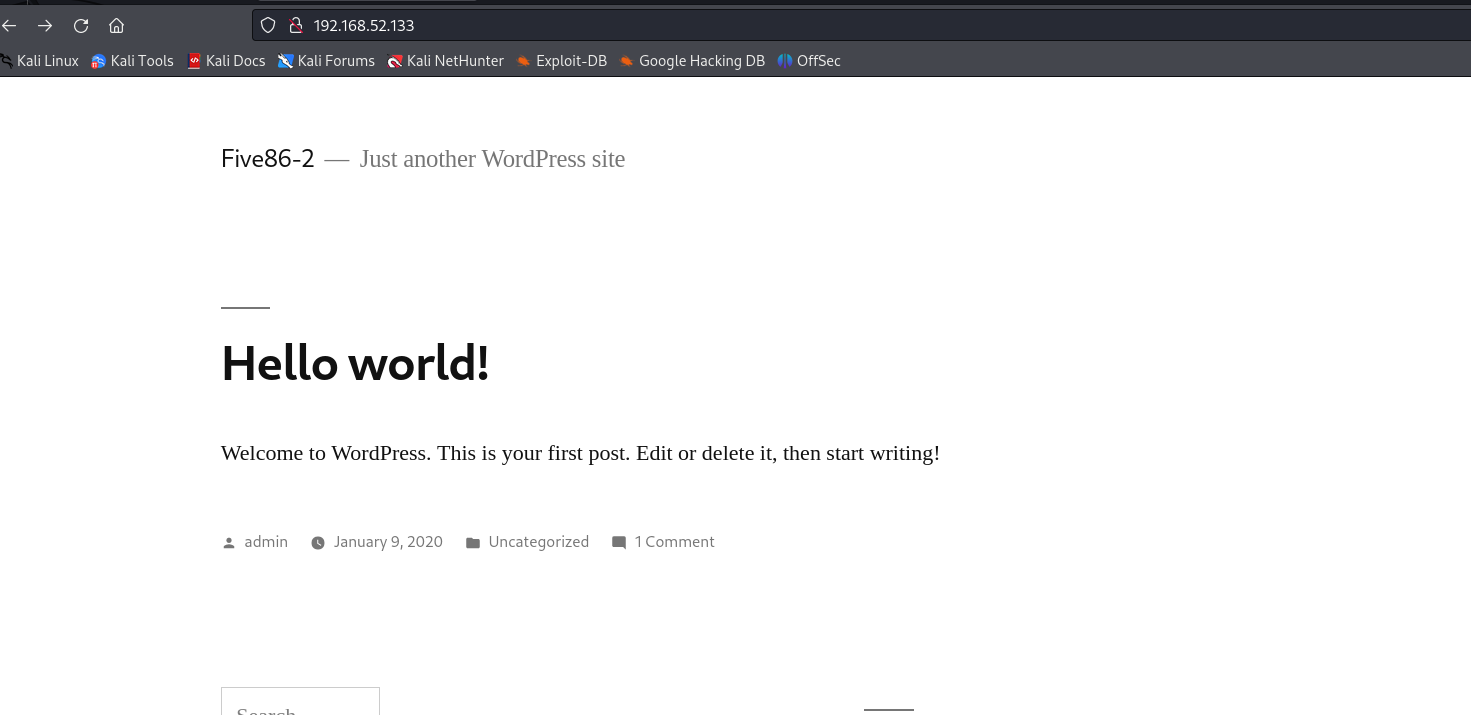 192.168.52.133
Kali Linux Kali Tools Kali Docs Kali Forums Kali NetHunter Exploit-DB Google Hacking DB OffSec
Five86-2 — Just another WordPress site
Hello world!
Welcome to WordPress. This is your first post. Edit or delete it, then start writing!
admin January 9, 2020 Uncategorized 1 Comment
Search